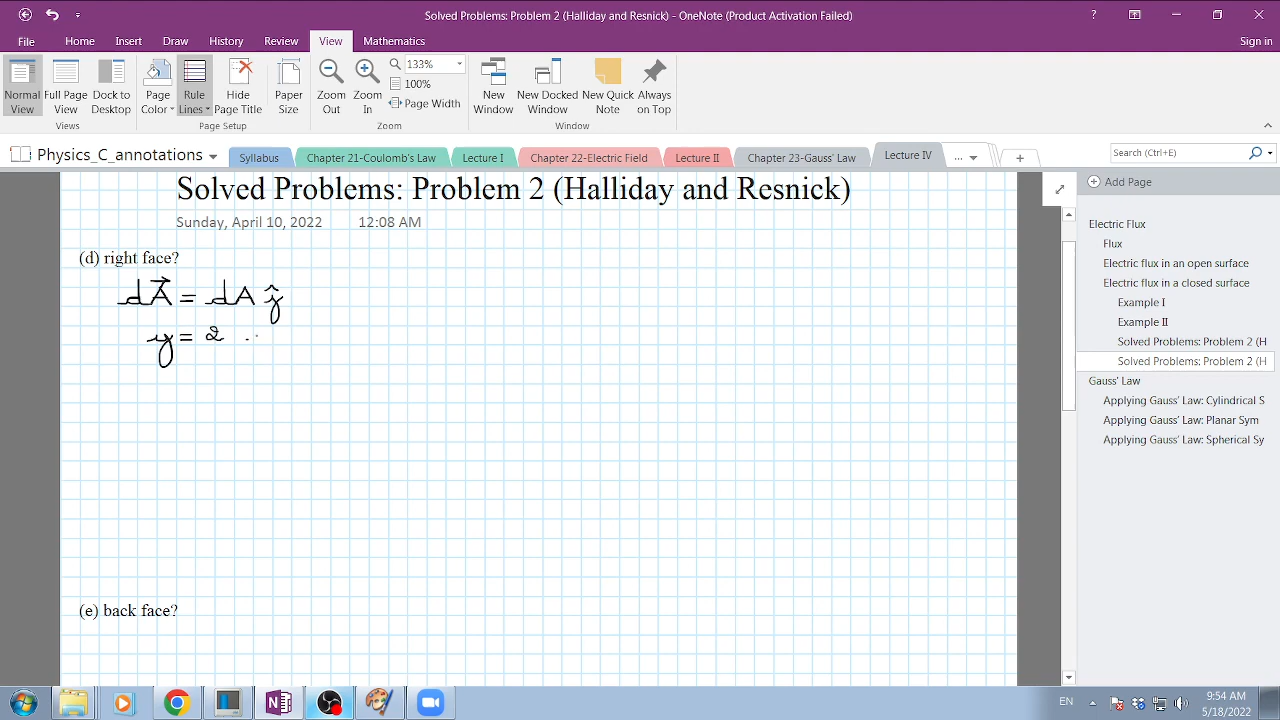 Solved Problems: Problem 2 (Halliday and Resnick) - OneNote (Product Activation Failed)
?
File Home Insert Draw History Review View Mathematics
Sign in
Normal View
Full Page View
Dock to Desktop
Views
Page Color
Rule Lines
Hide Page Title
Paper Size
Page Setup
Zoom Out
Zoom In
133%
100%
Page Width
Zoom
New Window
New Docked Window
New Quick Note
Always on Top
Window
Physics_C_annotations
Syllabus
Chapter 21-Coulomb's Law
Lecture I
Chapter 22-Electric Field
Lecture II
Chapter 23-Gauss' Law
Lecture IV
...
+
Search (Ctrl+E)
Solved Problems: Problem 2 (Halliday and Resnick)
Sunday, April 10, 2022 12:08 AM
(d) right face?
dA⃗ = dA ĵ
y = 2
(e) back face?
Add Page
Electric Flux
Flux
Electric flux in an open surface
Electric flux in a closed surface
Example I
Example II
Solved Problems: Problem 2 (H
Solved Problems: Problem 2 (H
Gauss' Law
Applying Gauss' Law: Cylindrical S
Applying Gauss' Law: Planar Sym
Applying Gauss' Law: Spherical Sy
EN
9:54 AM
5/18/2022